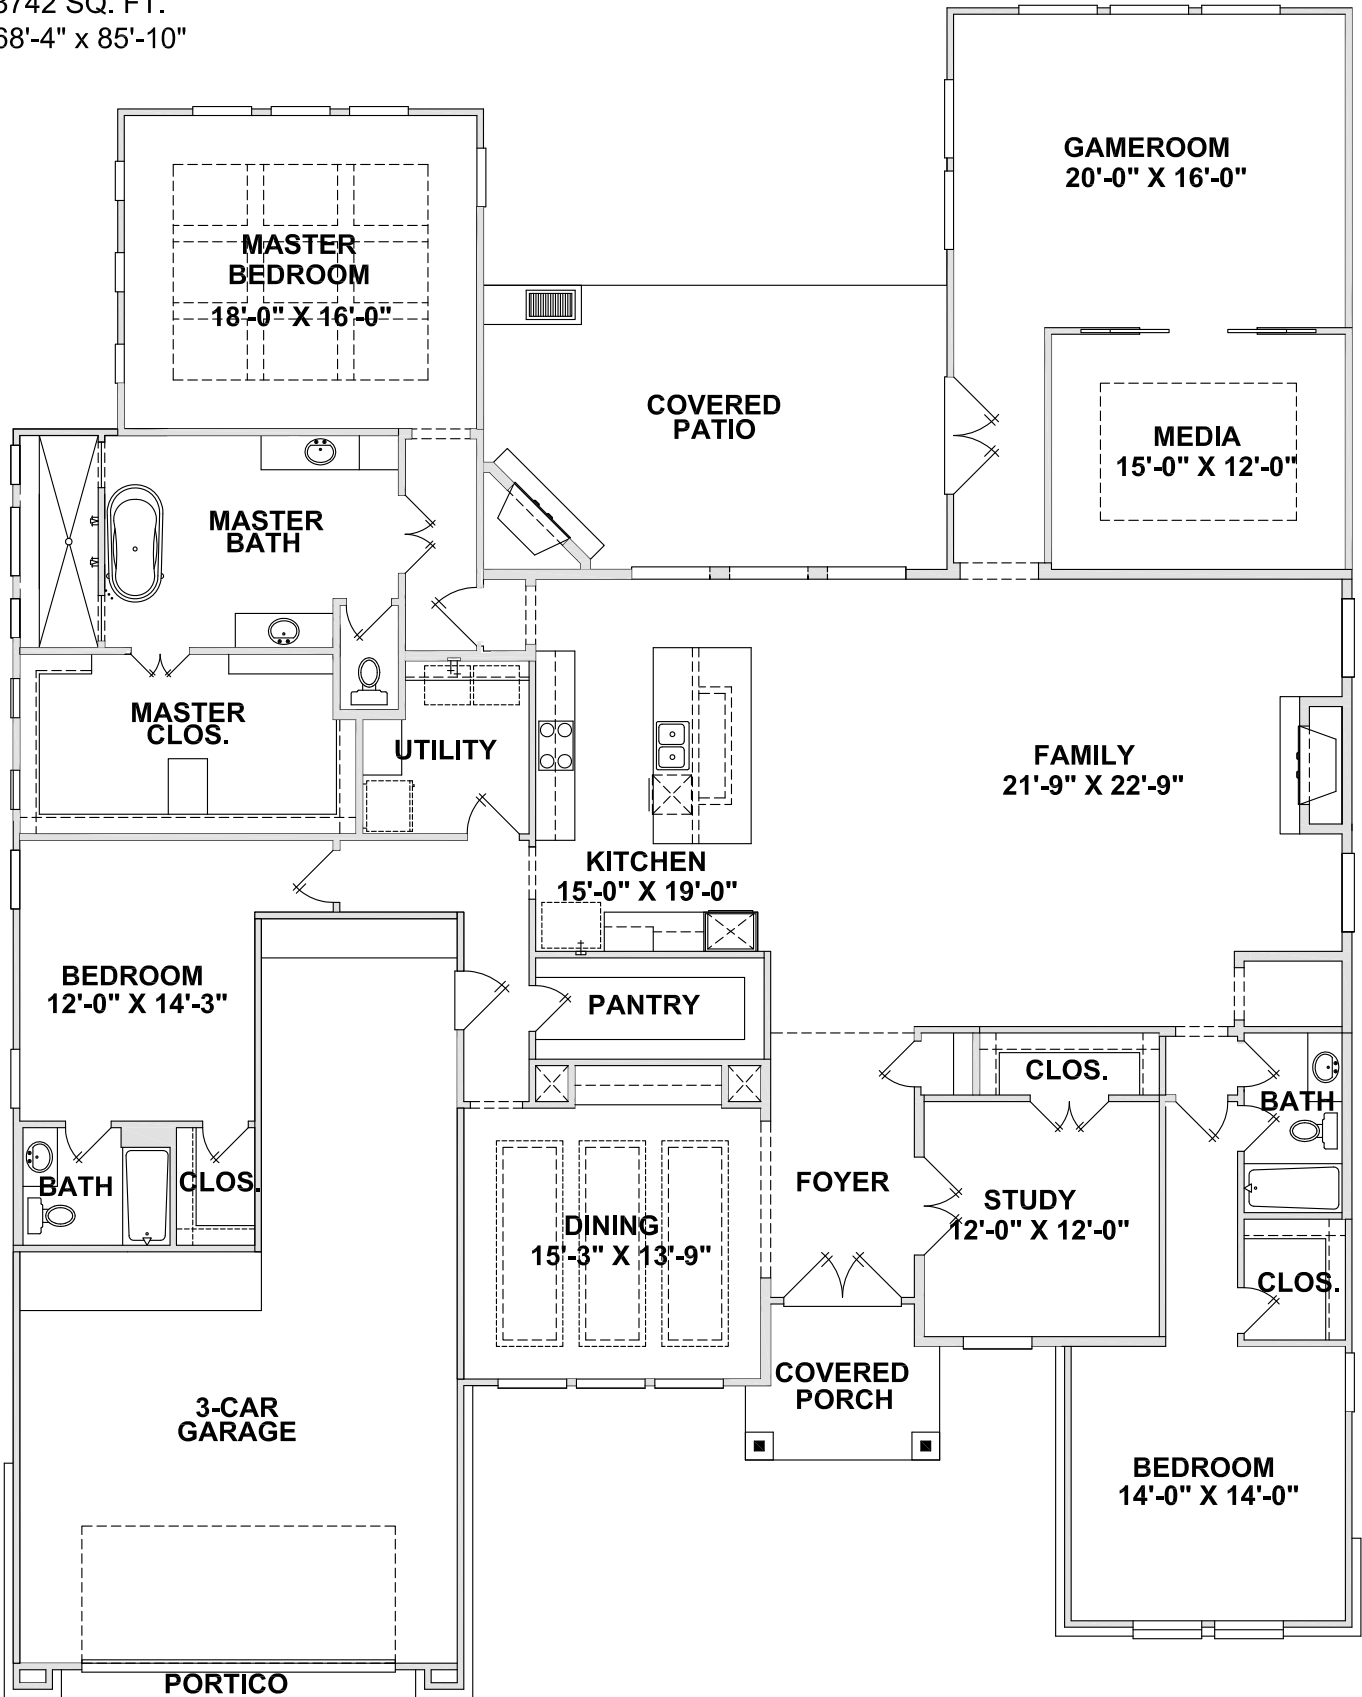 SQ. FT.
x 85'-10"
GAMEROOM
20'-0" X 16'-0"
MASTER
BEDROOM
18'-0" X 16'-0"
COVERED
PATIO
MEDIA
15'-0" X 12'-0"
MASTER
BATH
MASTER
CLOS.
UTILITY
FAMILY
21'-9" X 22'-9"
KITCHEN
15'-0" X 19'-0"
BEDROOM
12'-0" X 14'-3"
PANTRY
CLOS.
BATH
BATH
CLOS.
FOYER
STUDY
12'-0" X 12'-0"
DINING
15'-3" X 13'-9"
CLOS.
COVERED
PORCH
3-CAR
GARAGE
BEDROOM
14'-0" X 14'-0"
PORTICO